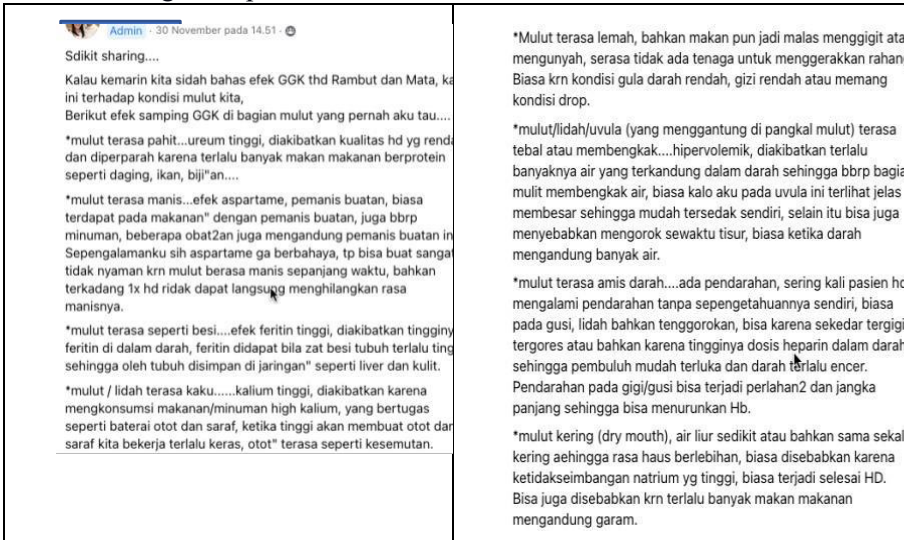 Admin · 30 November pada 14.51 ·
Sdikit sharing....
Kalau kemarin kita sidah bahas efek GGK thd Rambut dan Mata,
ini terhadap kondisi mulut kita,
Berikut efek samping GGK di bagian mulut yang pernah aku tau....
*mulut terasa pahit...ureum tinggi, diakibatkan kualitas hd yg
dan diperparah karena terlalu banyak makan makanan berprotein
seperti daging, ikan, biji"an....
*mulut terasa manis...efek aspartame, pemanis buatan, biasa
terdapat pada makanan" dengan pemanis buatan, juga bbrp
minuman, beberapa obat2an juga mengandung pemanis buatan
Sepengalamanku sih aspartame ga berbahaya, tp bisa buat
tidak nyaman krn mulut berasa manis sepanjang waktu, bahkan
terkadang 1x hd ridak dapat langsung menghilangkan rasa
manisnya.
*mulut terasa seperti besi....efek feritin tinggi, diakibatkan
feritin di dalam darah, feritin didapat bila zat besi tubuh terlalu
sehingga oleh tubuh disimpan di jaringan" seperti liver dan kulit.
*mulut / lidah terasa kaku......kalium tinggi, diakibatkan karena
mengkonsumsi makanan/minuman high kalium, yang bertugas
seperti baterai otot dan saraf, ketika tinggi akan membuat otot
saraf kita bekerja terlalu keras, otot" terasa seperti kesemutan.
*Mulut terasa lemah, bahkan makan pun jadi malas menggigit
mengunyah, serasa tidak ada tenaga untuk menggerakkan
Biasa krn kondisi gula darah rendah, gizi rendah atau memang
kondisi drop.
*mulut/lidah/uvula (yang menggantung di pangkal mulut) terasa
tebal atau membengkak....hipervolemik, diakibatkan terlalu
banyaknya air yang terkandung dalam darah sehingga bbrp
mulit membengkak air, biasa kalo aku pada uvula ini terlihat jelas
membesar sehingga mudah tersedak sendiri, selain itu bisa juga
menyebabkan mengorok sewaktu tisur, biasa ketika darah
mengandung banyak air.
*mulut terasa amis darah....ada pendarahan, sering kali pasien
mengalami pendarahan tanpa sepengetahuannya sendiri, biasa
pada gusi, lidah bahkan tenggorokan, bisa karena sekedar
tergores atau bahkan karena tingginya dosis heparin dalam darah
sehingga pembuluh mudah terluka dan darah terlalu encer.
Pendarahan pada gigi/gusi bisa terjadi perlahan2 dan jangka
panjang sehingga bisa menurunkan Hb.
*mulut kering (dry mouth), air liur sedikit atau bahkan sama
kering aehingga rasa haus berlebihan, biasa disebabkan karena
ketidakseimbangan natrium yg tinggi, biasa terjadi selesai HD.
Bisa juga disebabkan krn terlalu banyak makan makanan
mengandung garam.